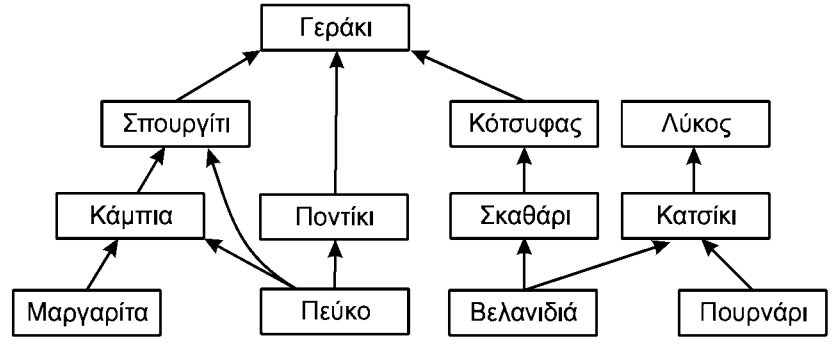 Γεράκι
Σπουργίτι
Κότσυφας
Λύκος
Κάμπια
Ποντίκι
Σκαθάρι
Κατσίκι
Μαργαρίτα
Πεύκο
Βελανιδιά
Πουρνάρι